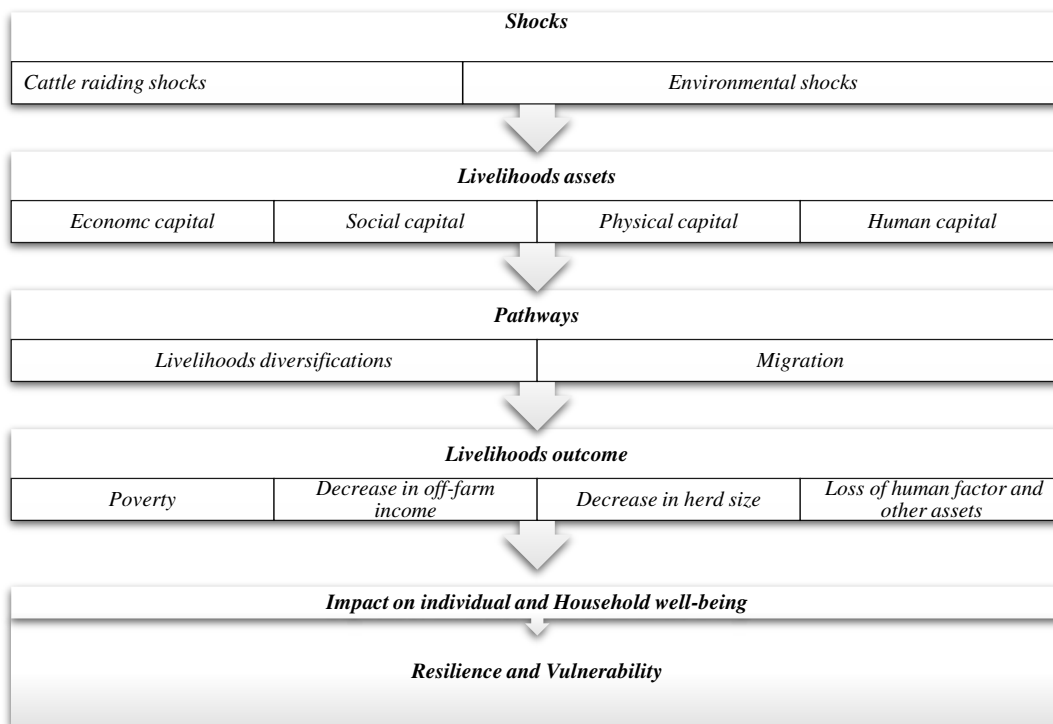 Shocks
Cattle raiding shocks
Environmental shocks
Livelihoods assets
Economc capital
Social capital
Physical capital
Human capital
Pathways
Livelihoods diversifications
Migration
Livelihoods outcome
Poverty
Decrease in off-farm
income
Decrease in herd size
Loss of human factor and
other assets
Impact on individual and Household well-being
Resilience and Vulnerability